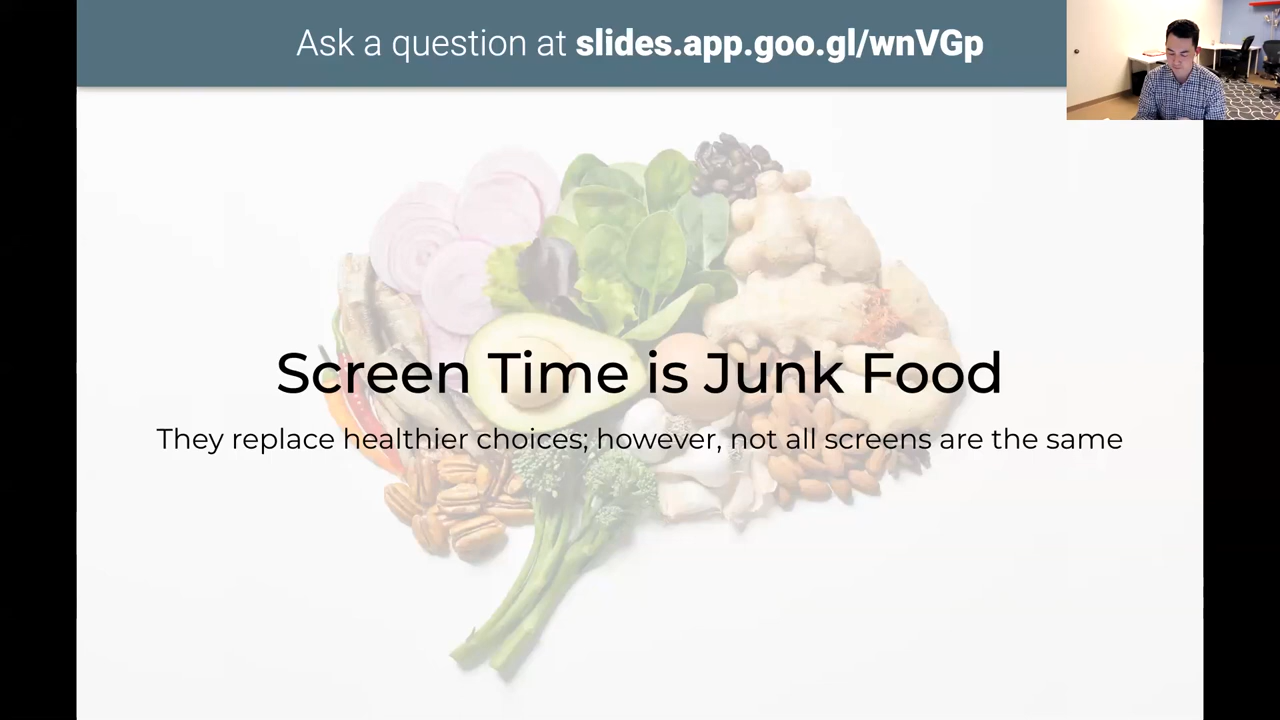 Ask a question at slides.app.goo.gl/wnVGp
Screen Time is Junk Food
They replace healthier choices; however, not all screens are the same